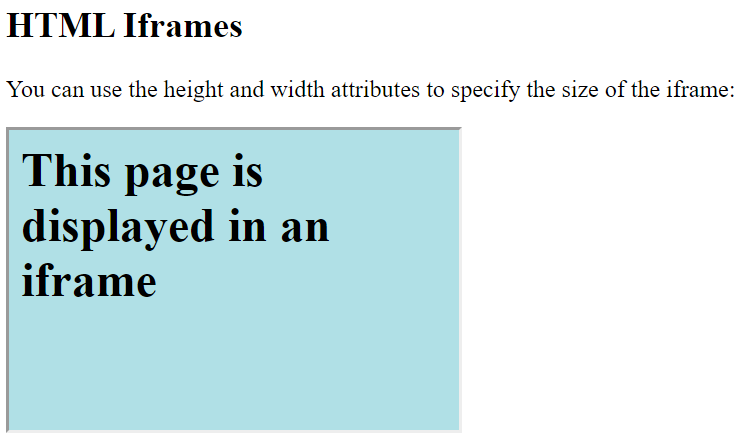 HTML Iframes
You can use the height and width attributes to specify the size of the iframe:
This page is
displayed in an
iframe